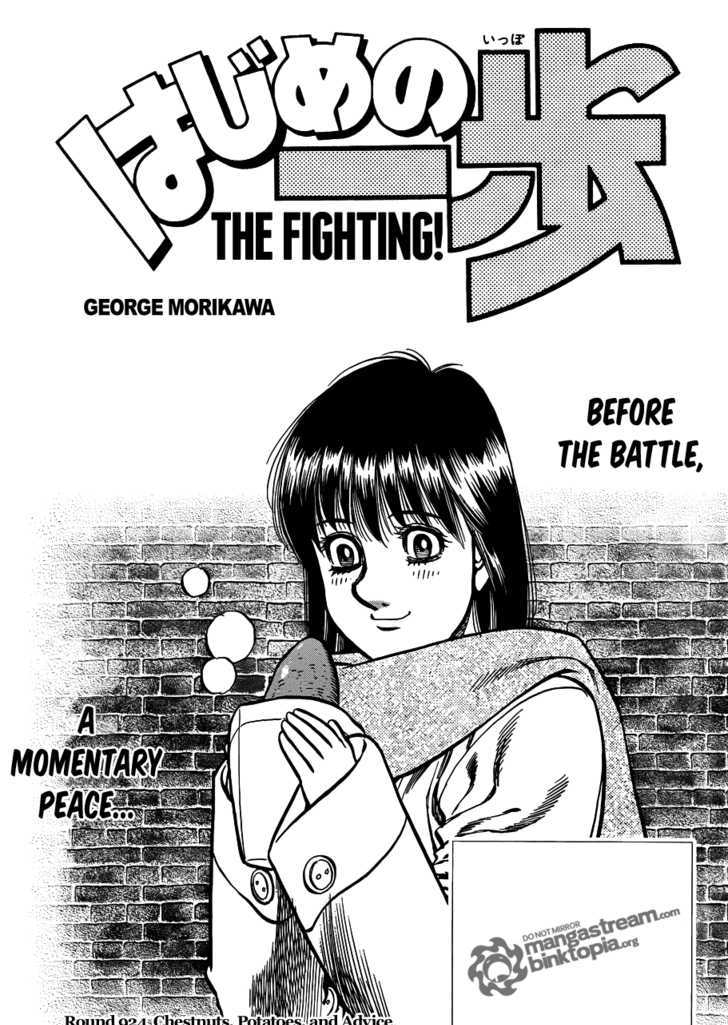 はじめの一歩
いっぽ
THE FIGHTING!
GEORGE MORIKAWA
BEFORE
THE BATTLE,
A
MOMENTARY
PEACE...
DO NOT MIRROR
mangastream.com
binktopia.org
Round 924: Chestnuts, Potatoes, and Advice